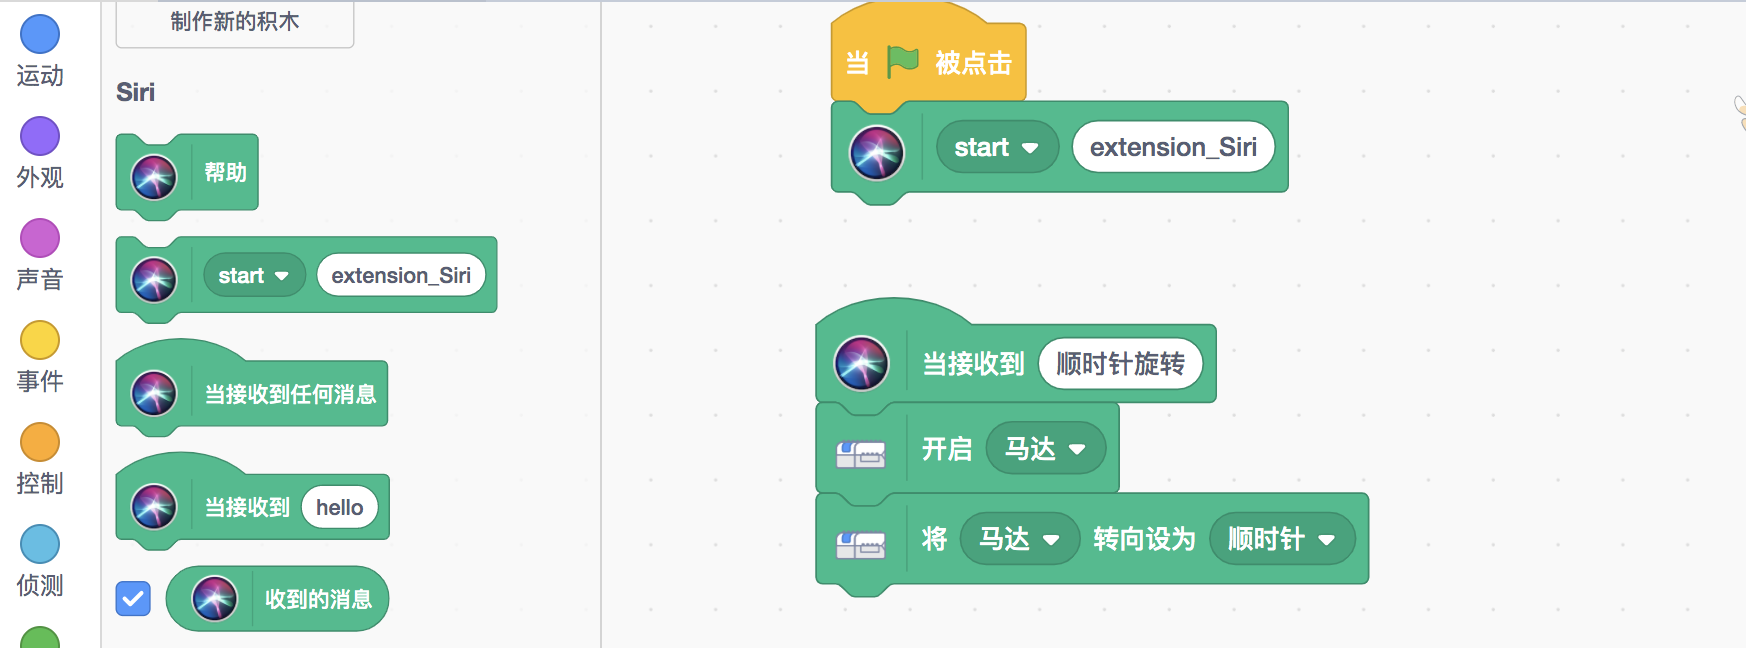 运动
外观
声音
事件
控制
侦测
制作新的积木
Siri
帮助
start extension_Siri
当接收到任何消息
当接收到 hello
收到的消息
当 被点击
start extension_Siri
当接收到 顺时针旋转
开启 马达
将 马达 转向设为 顺时针